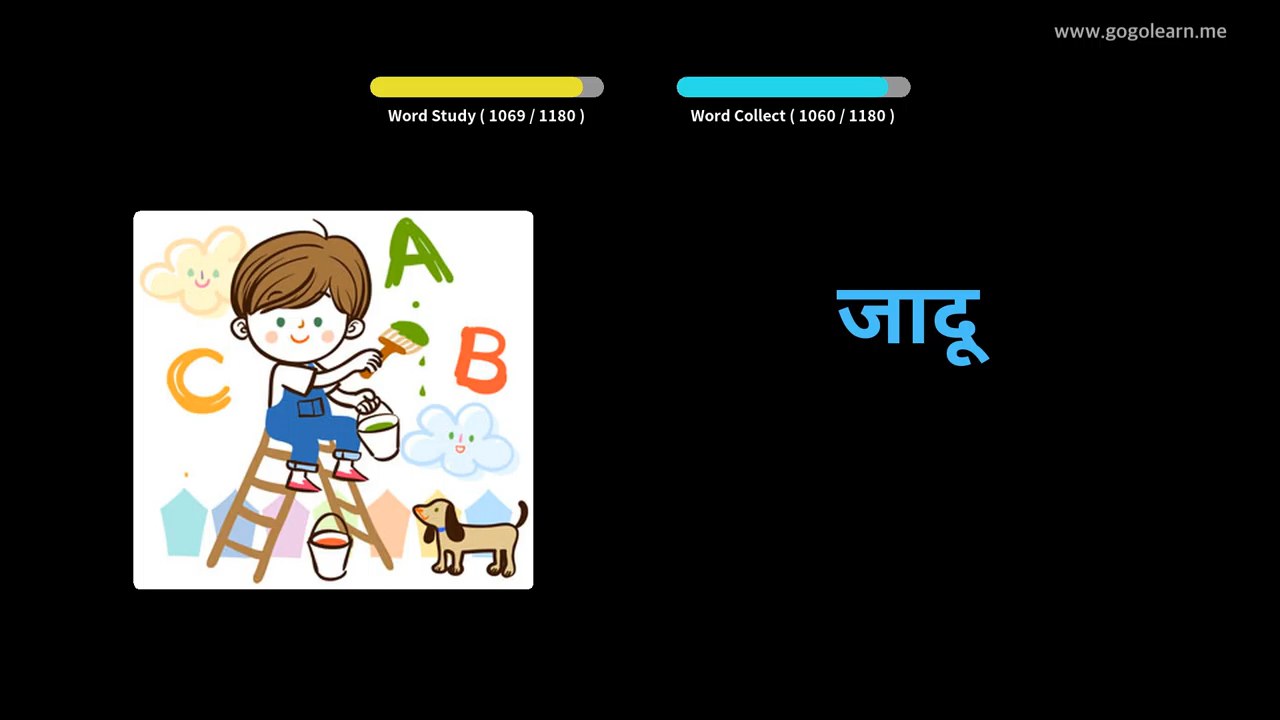 www.gogolearn.me
Word Study ( 1069 / 1180 )
Word Collect ( 1060 / 1180 )
A
B
C
जादू